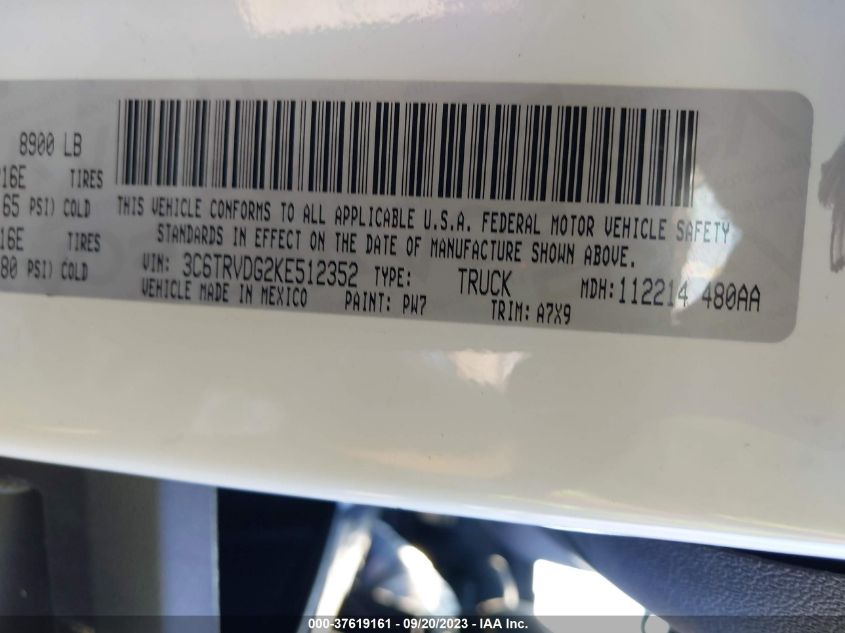 8900 LB
16E TIRES
65 PSI) COLD
16E TIRES
80 PSI) COLD
THIS VEHICLE CONFORMS TO ALL APPLICABLE U.S.A. FEDERAL MOTOR VEHICLE SAFETY
STANDARDS IN EFFECT ON THE DATE OF MANUFACTURE SHOWN ABOVE.
VIN: 3C6TRVDG2KE512352 TYPE: TRUCK MDH:112214 480AA
VEHICLE MADE IN MEXICO PAINT: PW7 TRIM: A7X9
000-37619161 - 09/20/2023 - IAA Inc.